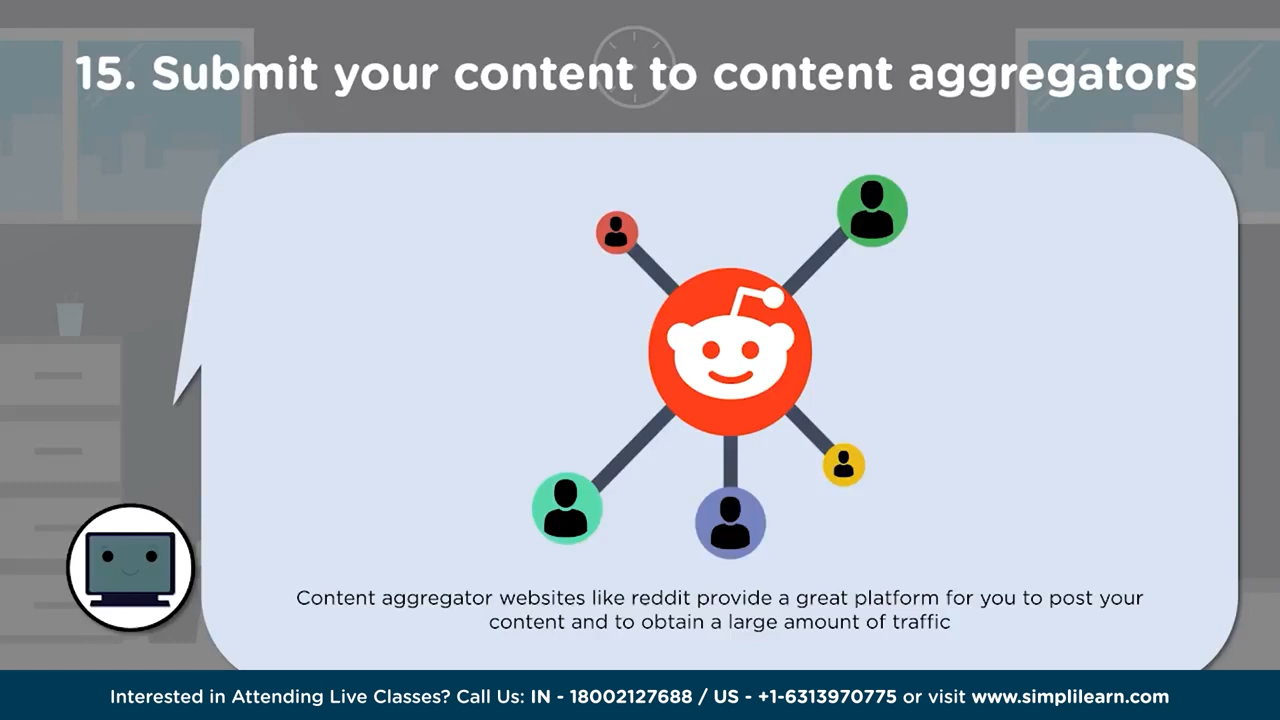 15. Submit your content to content aggregators
Content aggregator websites like reddit provide a great platform for you to post your
content and to obtain a large amount of traffic
Interested in Attending Live Classes? Call Us: IN - 18002127688 / US - +1-6313970775 or visit www.simplilearn.com